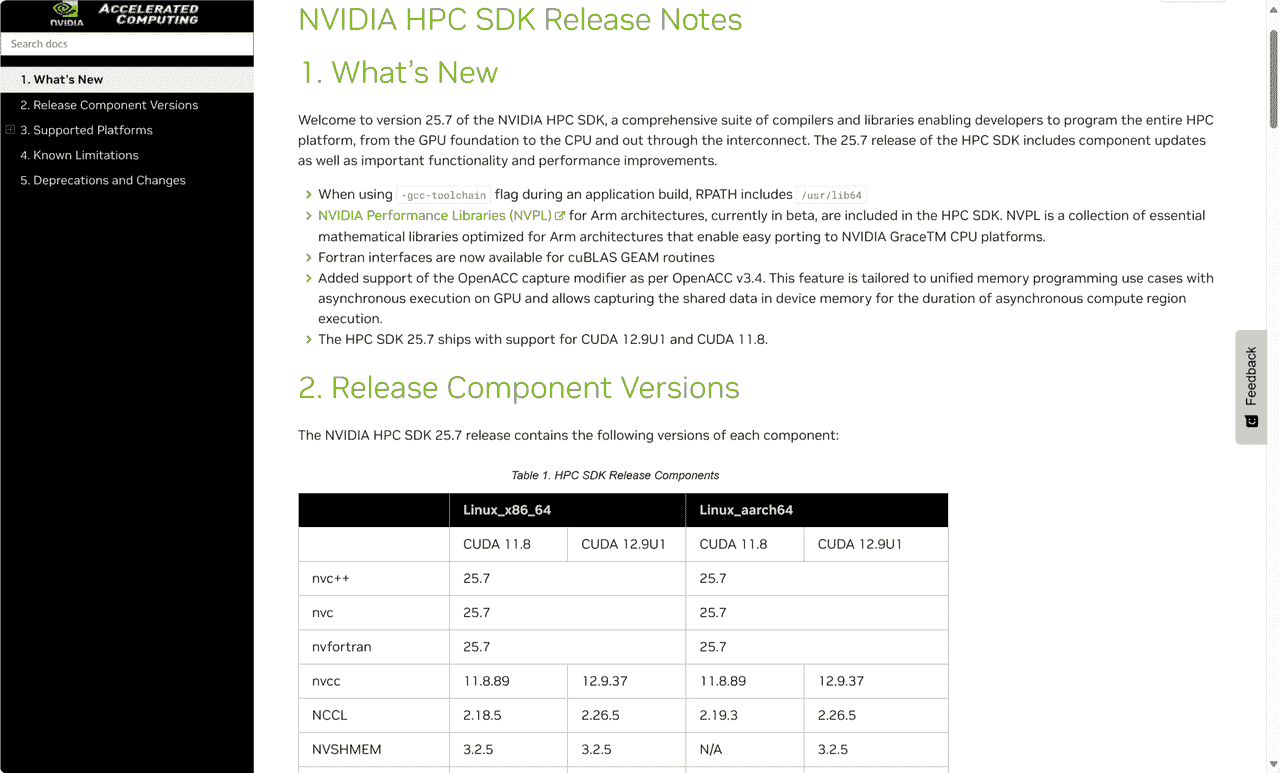 NVIDIA
ACCELERATED
COMPUTING
Search docs
1. What's New
2. Release Component Versions
3. Supported Platforms
4. Known Limitations
5. Deprecations and Changes
NVIDIA HPC SDK Release Notes
1. What's New
Welcome to version 25.7 of the NVIDIA HPC SDK, a comprehensive suite of compilers and libraries enabling developers to program the entire HPC
platform, from the GPU foundation to the CPU and out through the interconnect. The 25.7 release of the HPC SDK includes component updates
as well as important functionality and performance improvements.
When using -gcc-toolchain flag during an application build, RPATH includes /usr/lib64
NVIDIA Performance Libraries (NVPL) for Arm architectures, currently in beta, are included in the HPC SDK. NVPL is a collection of essential
mathematical libraries optimized for Arm architectures that enable easy porting to NVIDIA GraceTM CPU platforms.
Fortran interfaces are now available for cuBLAS GEAM routines
Added support of the OpenACC capture modifier as per OpenACC v3.4. This feature is tailored to unified memory programming use cases with
asynchronous execution on GPU and allows capturing the shared data in device memory for the duration of asynchronous compute region
execution.
The HPC SDK 25.7 ships with support for CUDA 12.9U1 and CUDA 11.8.
2. Release Component Versions
The NVIDIA HPC SDK 25.7 release contains the following versions of each component:
Table 1. HPC SDK Release Components
Linux_x86_64 Linux_aarch64
CUDA 11.8 CUDA 12.9U1 CUDA 11.8 CUDA 12.9U1
nvc++ 25.7 25.7
nvc 25.7 25.7
nvfortran 25.7 25.7
nvcc 11.8.89 12.9.37 11.8.89 12.9.37
NCCL 2.18.5 2.26.5 2.19.3 2.26.5
NVSHMEM 3.2.5 3.2.5 N/A 3.2.5
Feedback